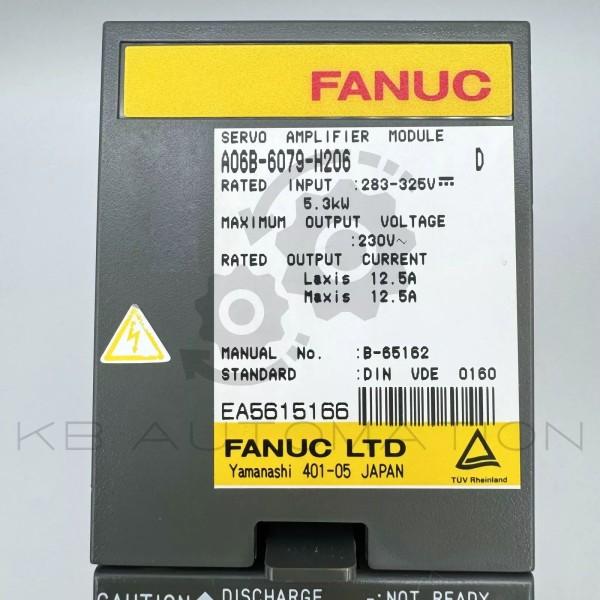 FANUC
SERVO AMPLIFIER MODULE
A06B-6079-H206 D
RATED INPUT :283-325V⎓
5.3kW
MAXIMUM OUTPUT VOLTAGE
:230V~
RATED OUTPUT CURRENT
Laxis 12.5A
Maxis 12.5A
MANUAL No. :B-65162
STANDARD :DIN VDE 0160
EA5615166
KB AUTOMATION
FANUC LTD
Yamanashi 401-05 JAPAN
TÜV Rheinland
CAUTION DISCHARGE -:NOT READY